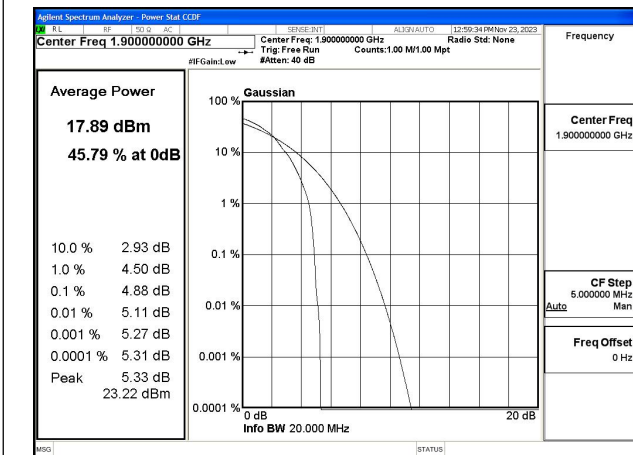 Agilent Spectrum Analyzer - Power Stat CCDF
RL RF 50 Ω AC SENSE:INT ALIGN AUTO 12:59:34 PM Nov 23, 2023
Center Freq 1.900000000 GHz
Center Freq: 1.900000000 GHz Radio Std: None
Trig: Free Run Counts:1.00 M/1.00 Mpt
#IFGain:Low #Atten: 40 dB
Frequency
Average Power
17.89 dBm
45.79 % at 0dB
10.0 % 2.93 dB
1.0 % 4.50 dB
0.1 % 4.88 dB
0.01 % 5.11 dB
0.001 % 5.27 dB
0.0001 % 5.31 dB
Peak 5.33 dB
23.22 dBm
Gaussian
100 %
10 %
1 %
0.1 %
0.01 %
0.001 %
0.0001 %
0 dB 20 dB
Info BW 20.000 MHz
Center Freq
1.900000000 GHz
CF Step
5.000000 MHz
Auto Man
Freq Offset
0 Hz
MSG STATUS